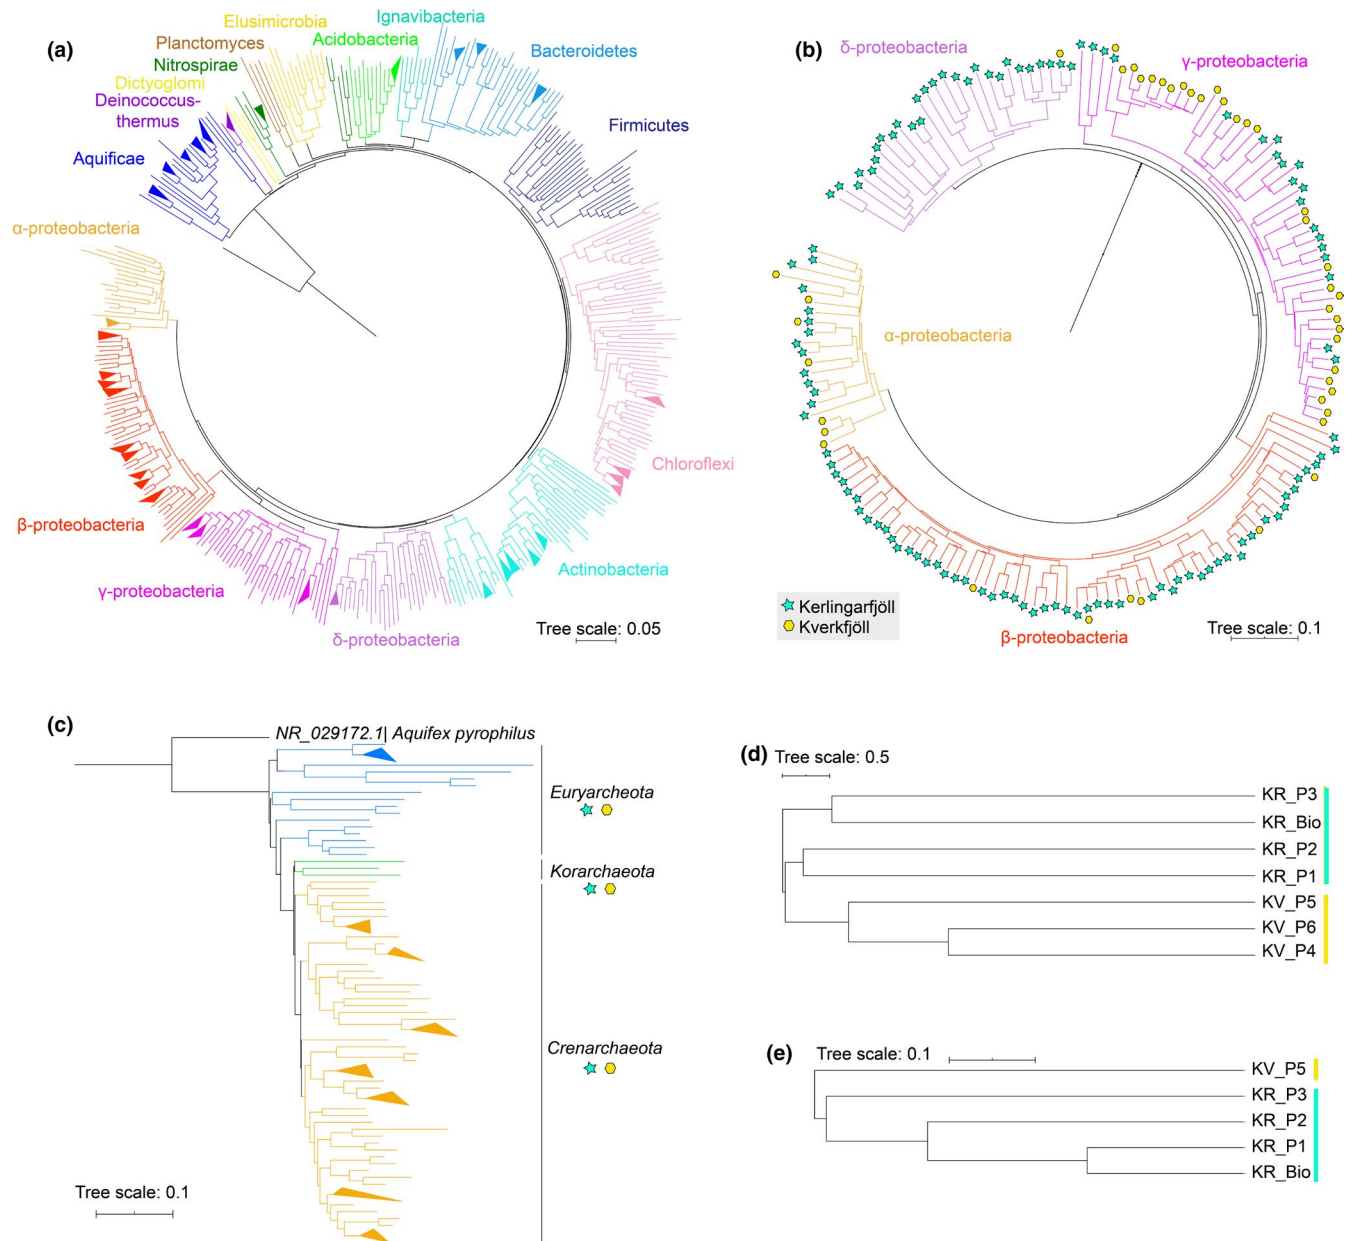 (a)
Elusimicrobia
Ignavibacteria
Planctomyces
Acidobacteria
Bacteroidetes
Nitrospirae
Dictyoglomi
Deinococcus-
thermus
Firmicutes
Aquificae
α-proteobacteria
Chloroflexi
β-proteobacteria
Actinobacteria
γ-proteobacteria
δ-proteobacteria
Tree scale: 0.05
(b)
δ-proteobacteria
γ-proteobacteria
α-proteobacteria
Kerlingarfjöll
Kverkfjöll
β-proteobacteria
Tree scale: 0.1
(c)
NR_029172.1| Aquifex pyrophilus
Euryarcheota
Korarchaeota
Crenarchaeota
Tree scale: 0.1
(d)
Tree scale: 0.5
KR_P3
KR_Bio
KR_P2
KR_P1
KV_P5
KV_P6
KV_P4
(e)
Tree scale: 0.1
KV_P5
KR_P3
KR_P2
KR_P1
KR_Bio